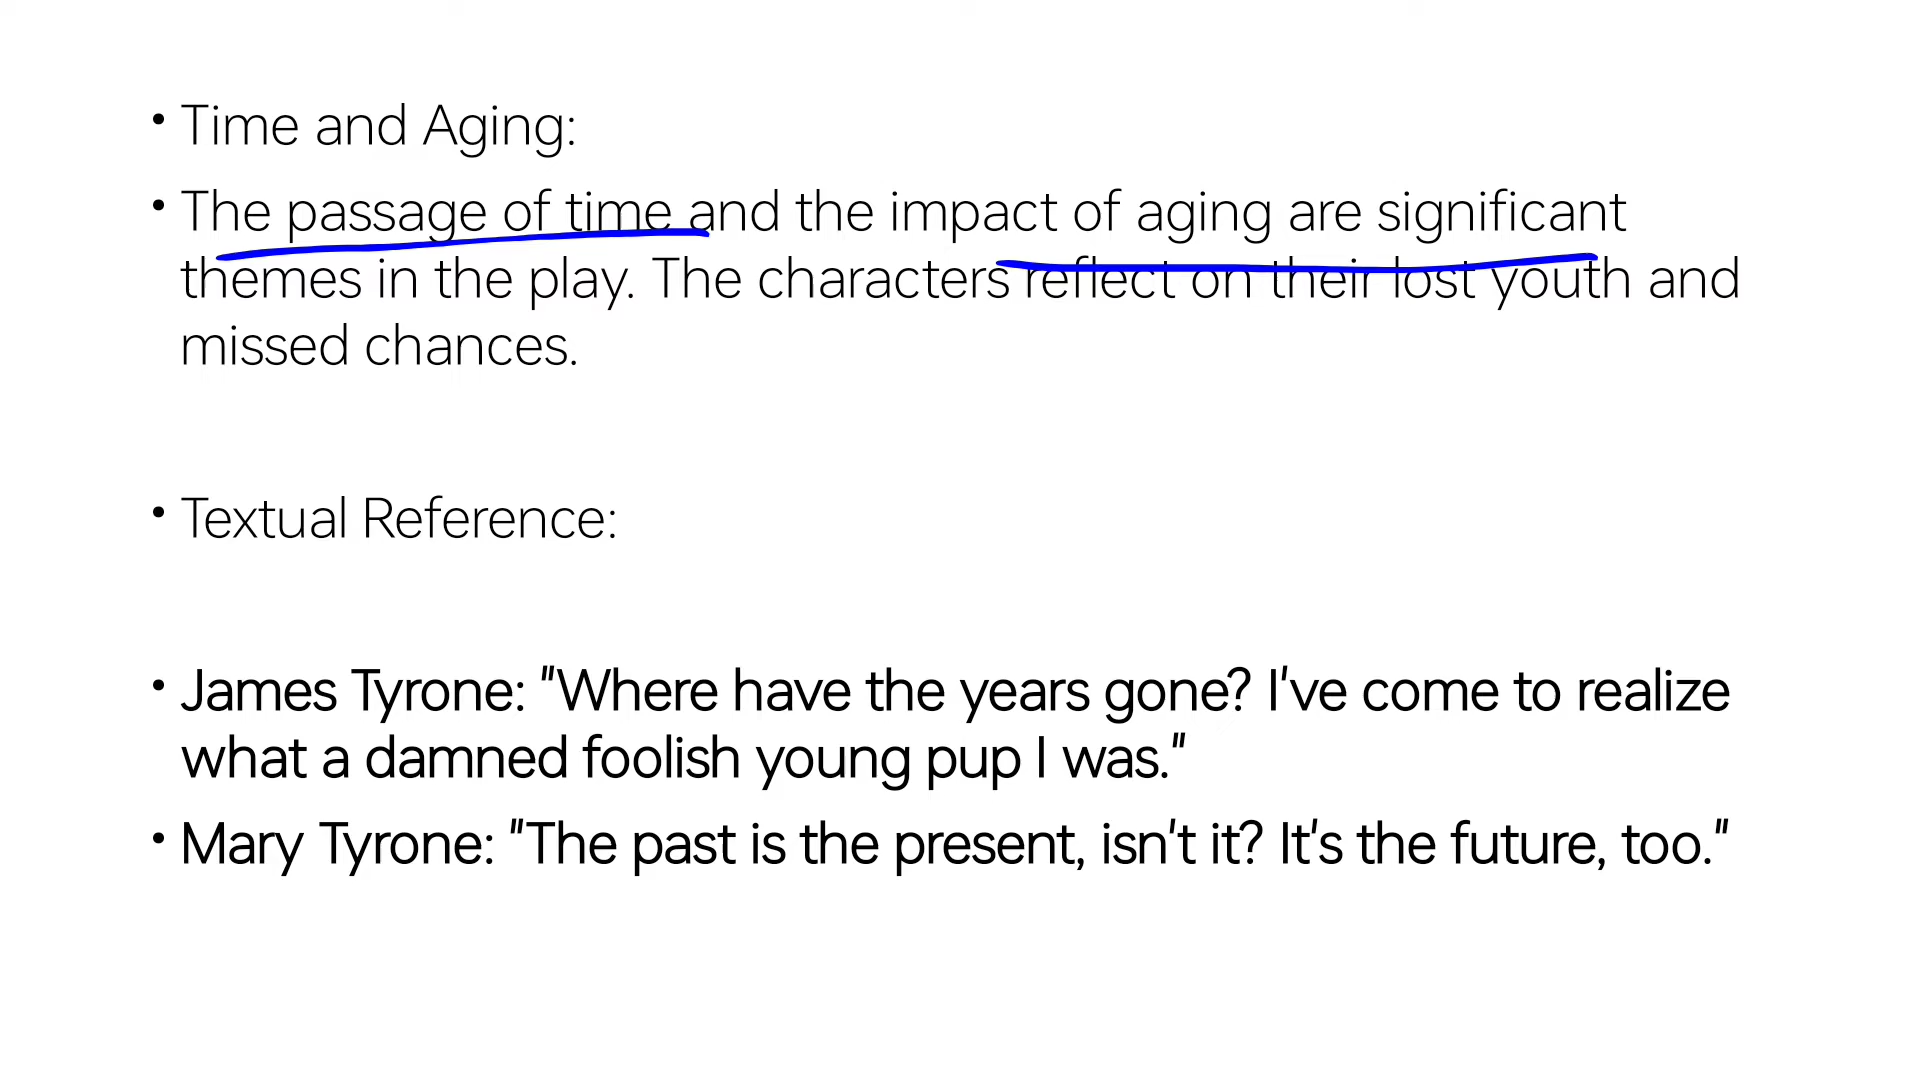 • Time and Aging:
• The passage of time and the impact of aging are significant
themes in the play. The characters reflect on their lost youth and
missed chances.
• Textual Reference:
• James Tyrone: "Where have the years gone? I've come to realize
what a damned foolish young pup I was."
• Mary Tyrone: "The past is the present, isn't it? It's the future, too."